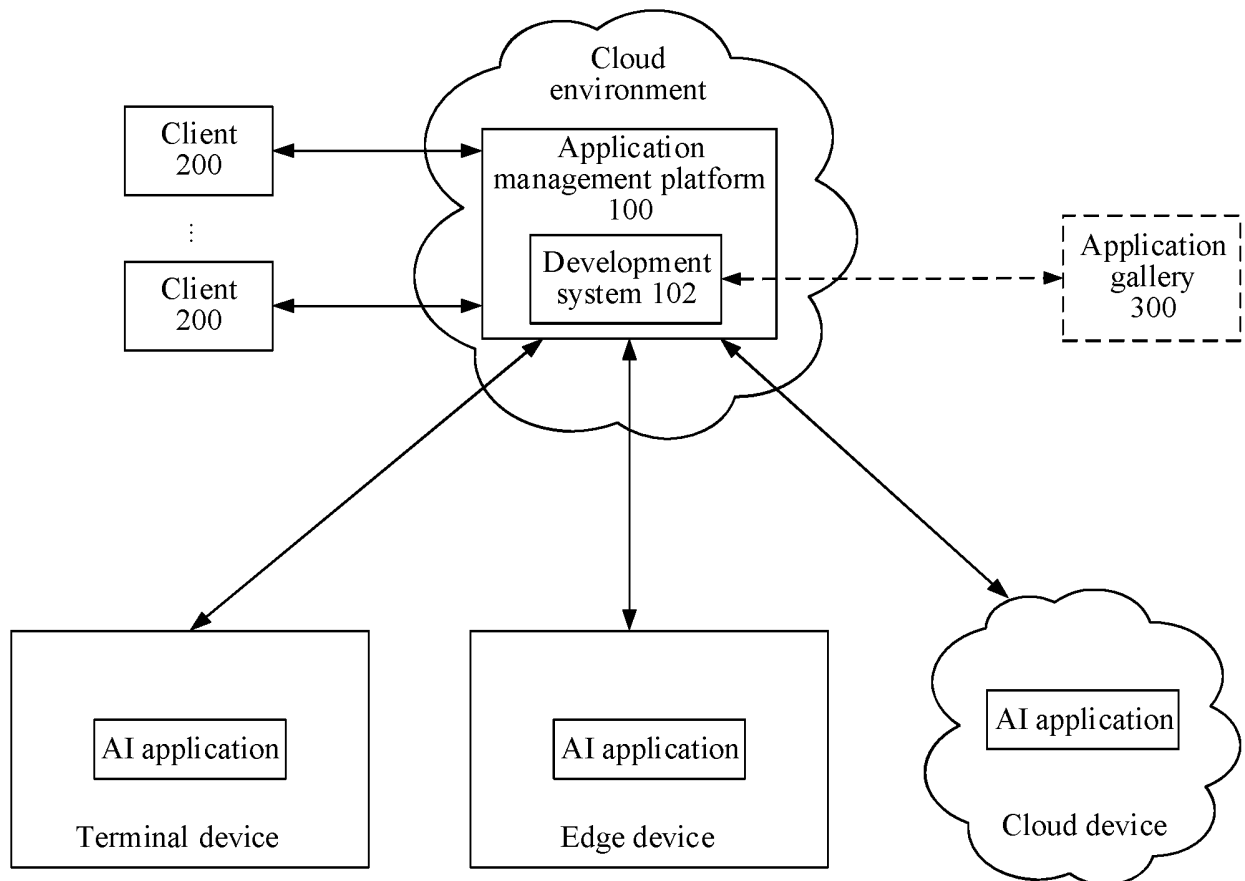 Cloud
environment
Client
200
Application
management platform
100
⋮
Client
200
Development
system 102
Application
gallery
300
AI application
Terminal device
AI application
Edge device
AI application
Cloud device